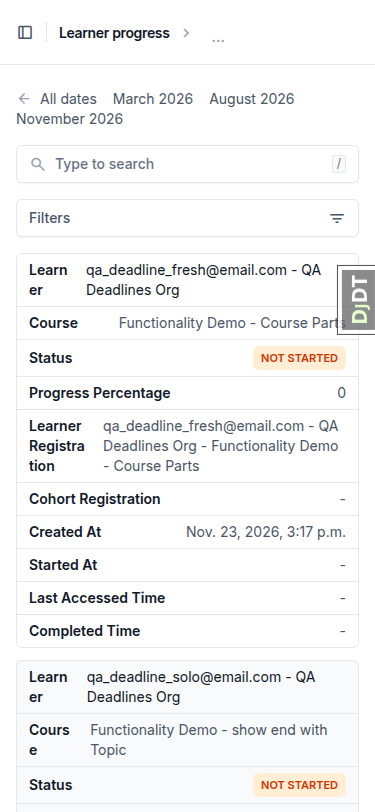 Learner progress > ...
← All dates March 2026 August 2026
November 2026
Type to search /
Filters
Learn
er
qa_deadline_fresh@email.com - QA
Deadlines Org
DjDT
Course Functionality Demo - Course Parts
Status NOT STARTED
Progress Percentage 0
Learner
Registra
tion
qa_deadline_fresh@email.com - QA
Deadlines Org - Functionality Demo
- Course Parts
Cohort Registration -
Created At Nov. 23, 2026, 3:17 p.m.
Started At -
Last Accessed Time -
Completed Time -
Learn
er
qa_deadline_solo@email.com - QA
Deadlines Org
Cours
e
Functionality Demo - show end with
Topic
Status NOT STARTED